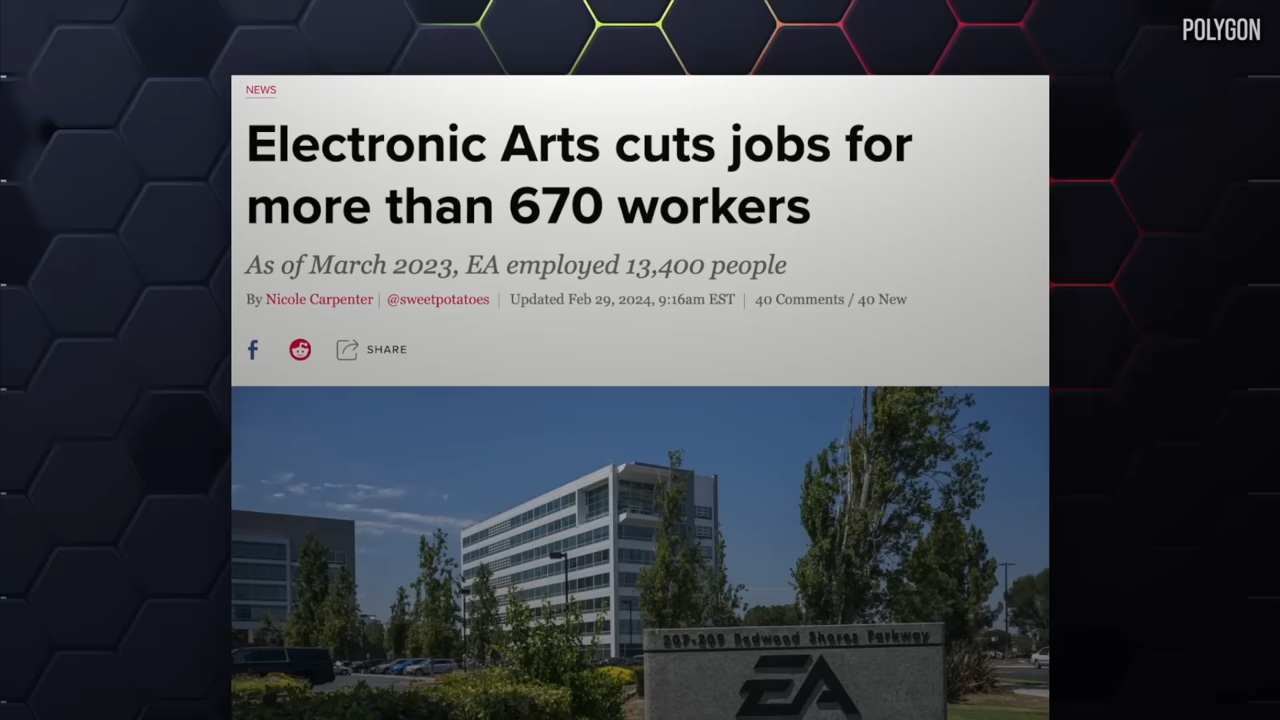 POLYGON
NEWS
Electronic Arts cuts jobs for
more than 670 workers
As of March 2023, EA employed 13,400 people
By Nicole Carpenter | @sweetpotatoes | Updated Feb 29, 2024, 9:16am EST | 40 Comments / 40 New
SHARE
207-209 Redwood Shores Parkway
EA